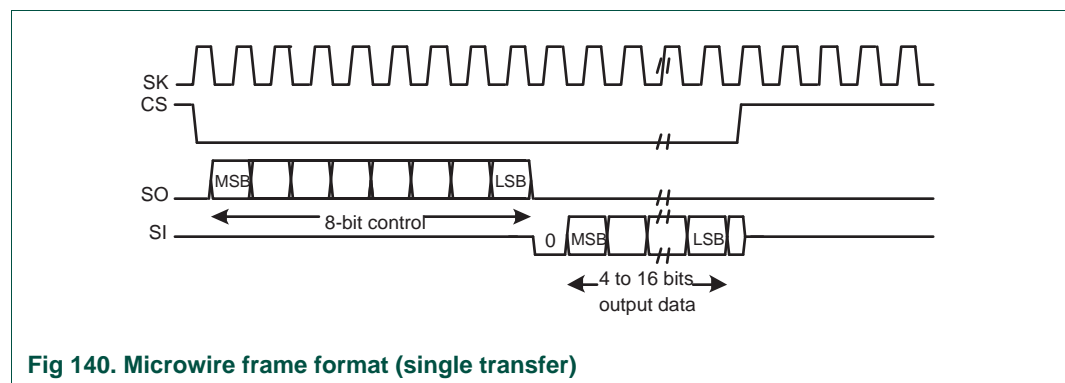 SK
CS
SO
MSB
LSB
8-bit control
SI
0
MSB
LSB
4 to 16 bits
output data
Fig 140. Microwire frame format (single transfer)